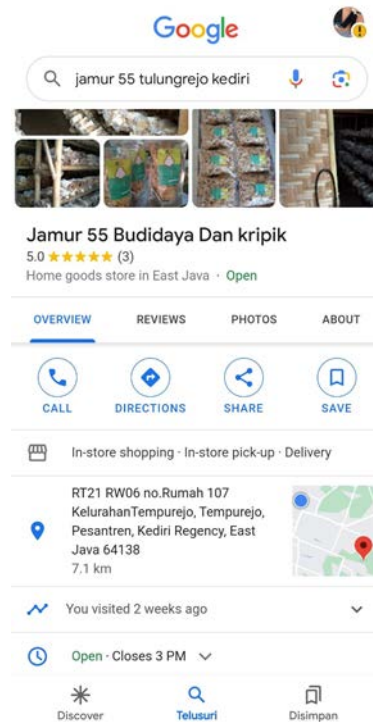 Google
jamur 55 tulungrejo kediri
Jamur 55 Budidaya Dan kripik
5.0 ★★★★★ (3)
Home goods store in East Java · Open
OVERVIEW REVIEWS PHOTOS ABOUT
CALL DIRECTIONS SHARE SAVE
In-store shopping · In-store pick-up · Delivery
RT21 RW06 no.Rumah 107
KelurahanTempurejo, Tempurejo,
Pesantren, Kediri Regency, East
Java 64138
7.1 km
You visited 2 weeks ago
Open · Closes 3 PM
Discover Telusuri Disimpan